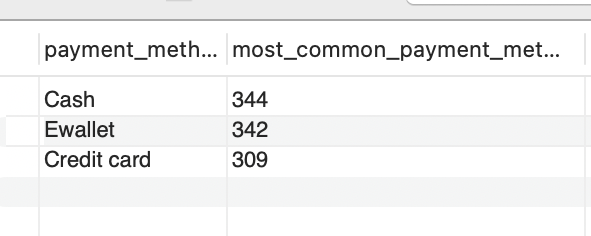 payment_meth... most_common_payment_met...
Cash 344
Ewallet 342
Credit card 309